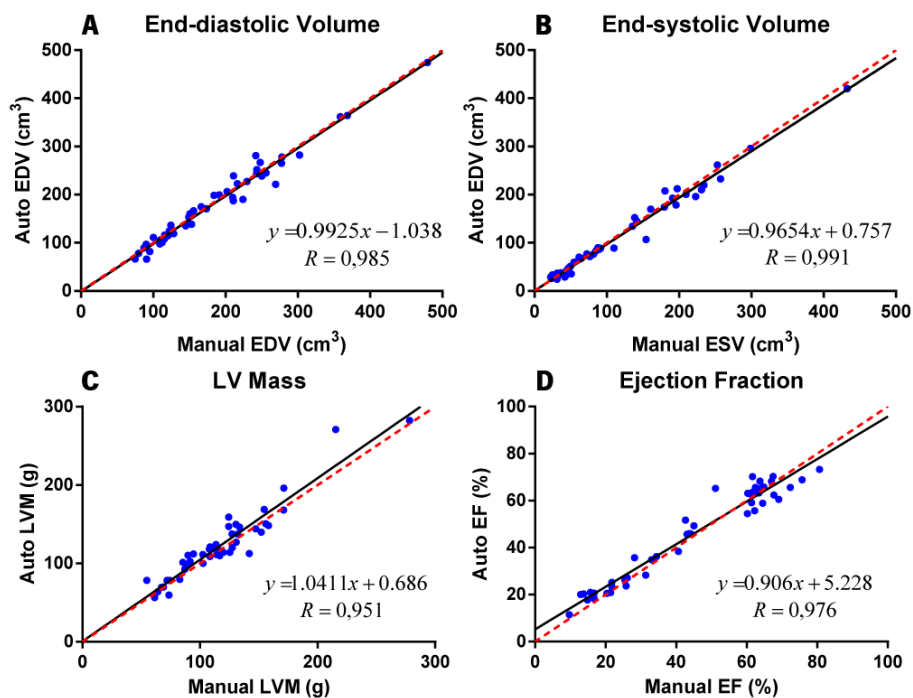 A End-diastolic Volume
500
400
300
200
100
0
Auto EDV (cm³)
y=0.9925x−1.038
R = 0,985
0 100 200 300 400 500
Manual EDV (cm³)
B End-systolic Volume
500
400
300
200
100
0
Auto EDV (cm³)
y=0.9654x+0.757
R = 0,991
0 100 200 300 400 500
Manual ESV (cm³)
C LV Mass
300
200
100
0
Auto LVM (g)
y=1.0411x+0.686
R = 0,951
0 100 200 300
Manual LVM (g)
D Ejection Fraction
100
80
60
40
20
0
Auto EF (%)
y=0.906x+5.228
R = 0,976
0 20 40 60 80 100
Manual EF (%)